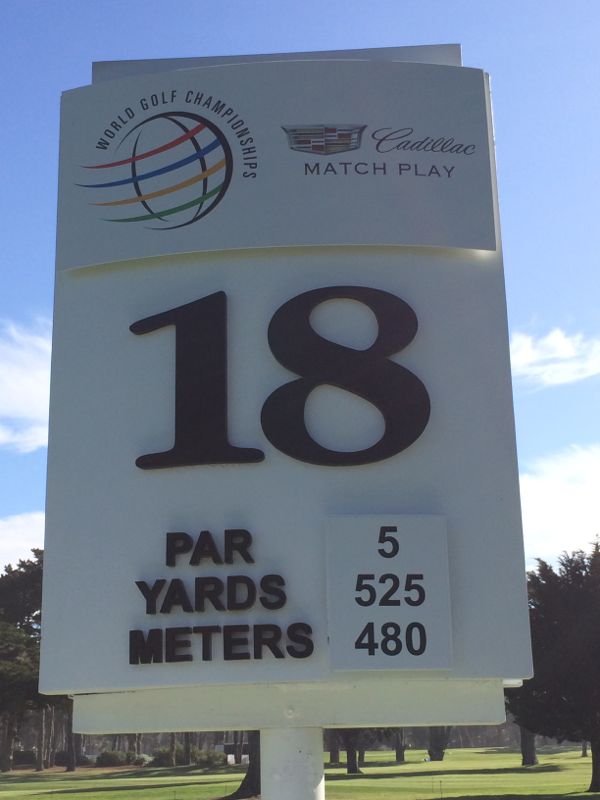 WORLD GOLF CHAMPIONSHIPS
Cadillac
MATCH PLAY
18
PAR 5
YARDS 525
METERS 480